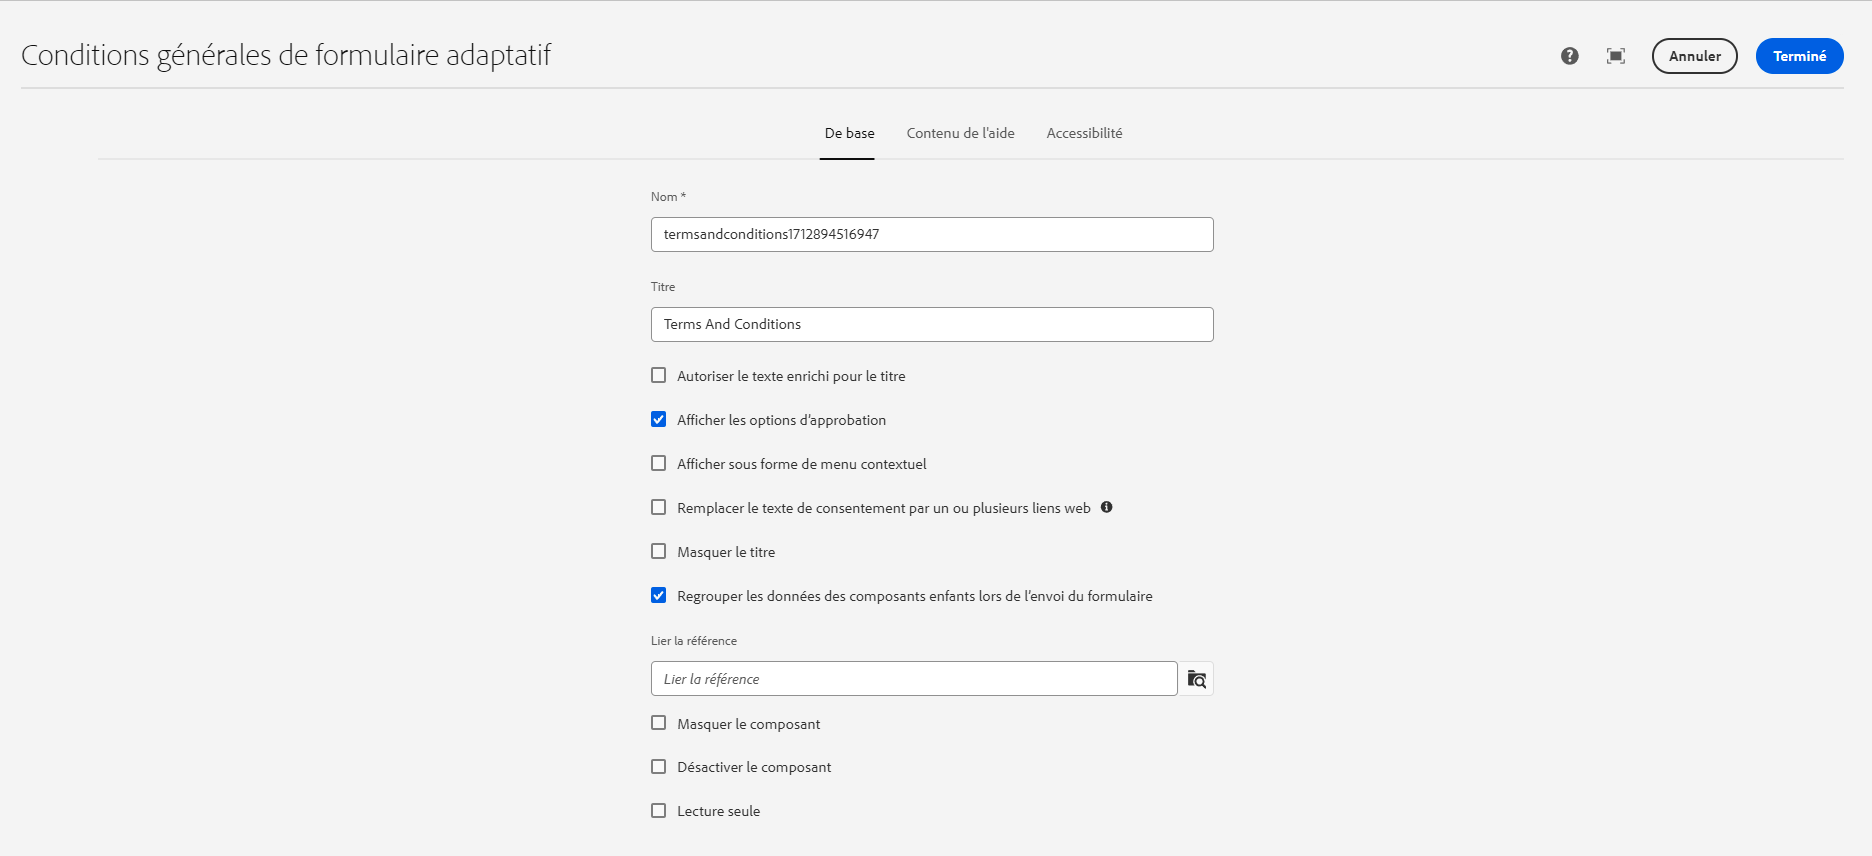 Conditions générales de formulaire adaptatif
Annuler
Terminé
De base
Contenu de l'aide
Accessibilité
Nom *
termsandconditions1712894516947
Titre
Terms And Conditions
Autoriser le texte enrichi pour le titre
Afficher les options d’approbation
Afficher sous forme de menu contextuel
Remplacer le texte de consentement par un ou plusieurs liens web
Masquer le titre
Regrouper les données des composants enfants lors de l’envoi du formulaire
Lier la référence
Lier la référence
Masquer le composant
Désactiver le composant
Lecture seule